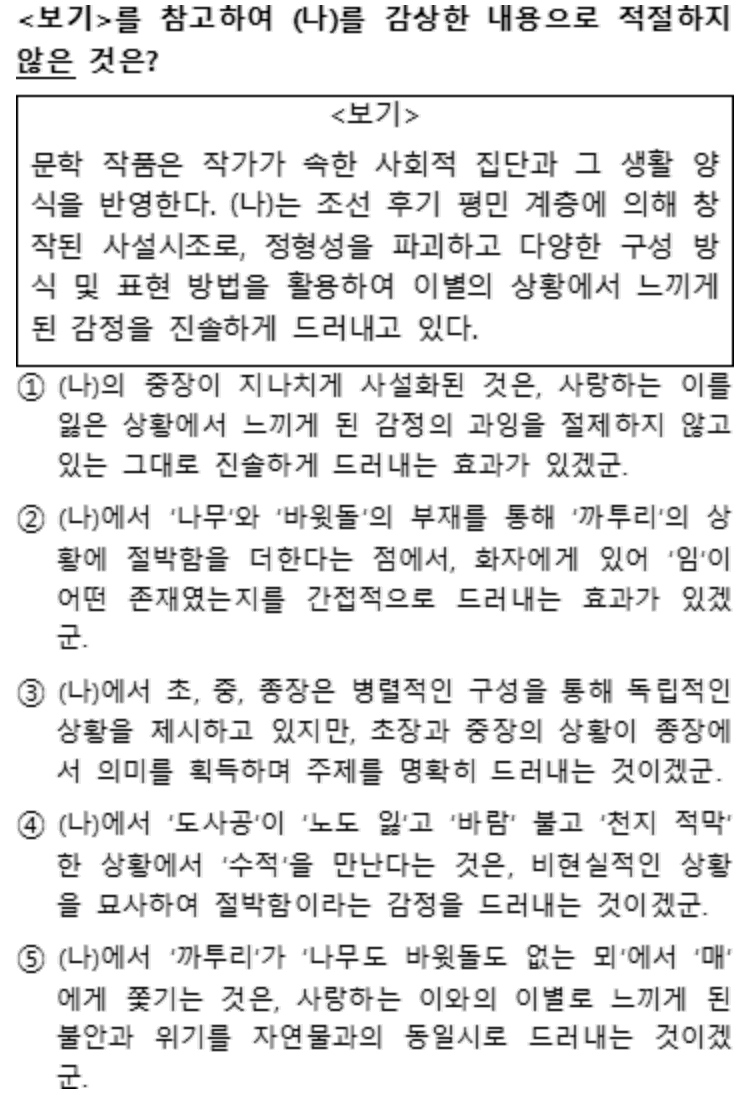 <보기>를 참고하여 (나)를 감상한 내용으로 적절하지
않은 것은?
<보기>
문학 작품은 작가가 속한 사회적 집단과 그 생활 양
식을 반영한다. (나)는 조선 후기 평민 계층에 의해 창
작된 사설시조로, 정형성을 파괴하고 다양한 구성 방
식 및 표현 방법을 활용하여 이별의 상황에서 느끼게
된 감정을 진솔하게 드러내고 있다.
① (나)의 중장이 지나치게 사설화된 것은, 사랑하는 이를
잃은 상황에서 느끼게 된 감정의 과잉을 절제하지 않고
있는 그대로 진솔하게 드러내는 효과가 있겠군.
② (나)에서 '나무'와 '바윗돌'의 부재를 통해 '까투리'의 상
황에 절박함을 더한다는 점에서, 화자에게 있어 '임'이
어떤 존재였는지를 간접적으로 드러내는 효과가 있겠
군.
③ (나)에서 초, 중, 종장은 병렬적인 구성을 통해 독립적인
상황을 제시하고 있지만, 초장과 중장의 상황이 종장에
서 의미를 획득하며 주제를 명확히 드러내는 것이겠군.
④ (나)에서 '도사공'이 '노도 잃'고 '바람' 불고 '천지 적막'
한 상황에서 '수적'을 만난다는 것은, 비현실적인 상황
을 묘사하여 절박함이라는 감정을 드러내는 것이겠군.
⑤ (나)에서 '까투리'가 '나무도 바윗돌도 없는 뫼'에서 '매'
에게 쫓기는 것은, 사랑하는 이와의 이별로 느끼게 된
불안과 위기를 자연물과의 동일시로 드러내는 것이겠
군.